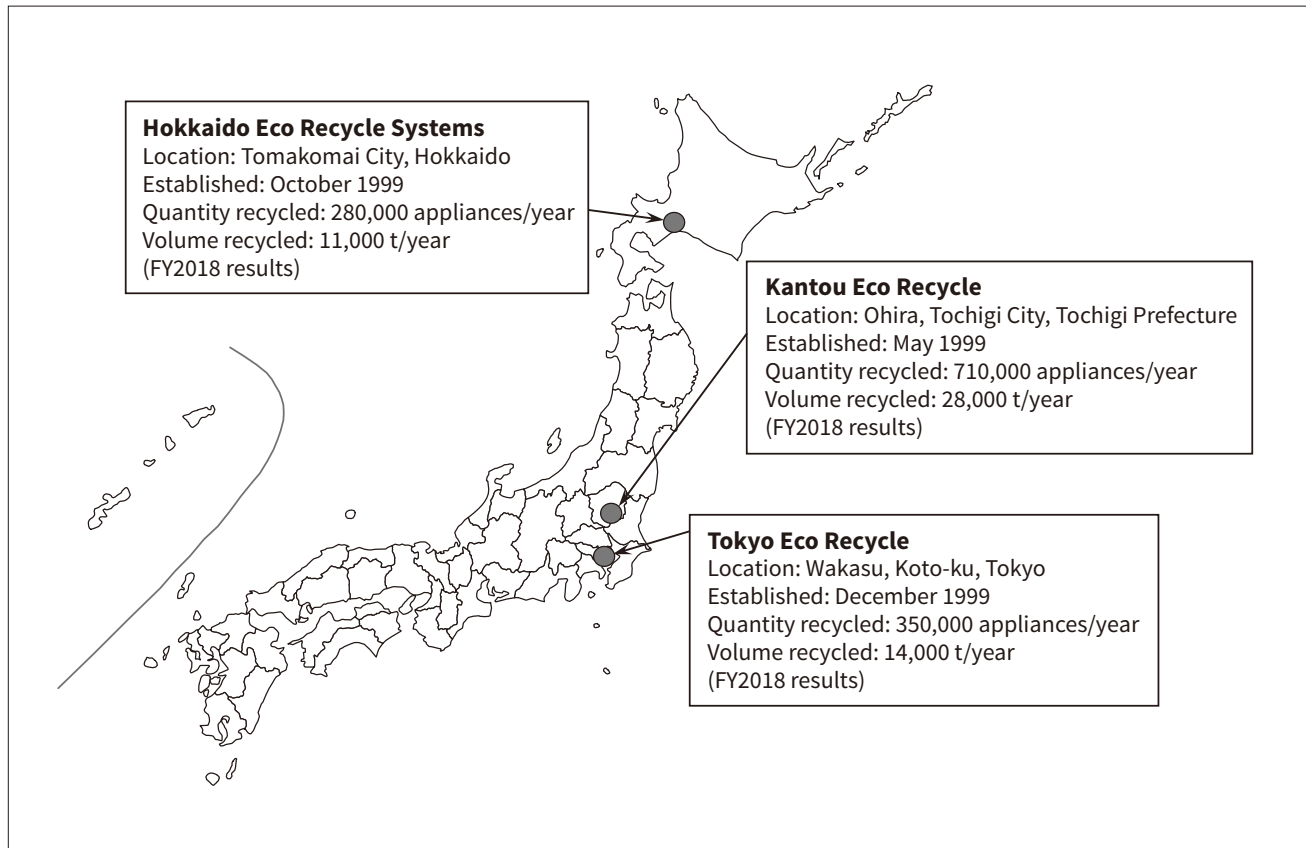 Hokkaido Eco Recycle Systems
Location: Tomakomai City, Hokkaido
Established: October 1999
Quantity recycled: 280,000 appliances/year
Volume recycled: 11,000 t/year
(FY2018 results)
Kantou Eco Recycle
Location: Ohira, Tochigi City, Tochigi Prefecture
Established: May 1999
Quantity recycled: 710,000 appliances/year
Volume recycled: 28,000 t/year
(FY2018 results)
Tokyo Eco Recycle
Location: Wakasu, Koto-ku, Tokyo
Established: December 1999
Quantity recycled: 350,000 appliances/year
Volume recycled: 14,000 t/year
(FY2018 results)